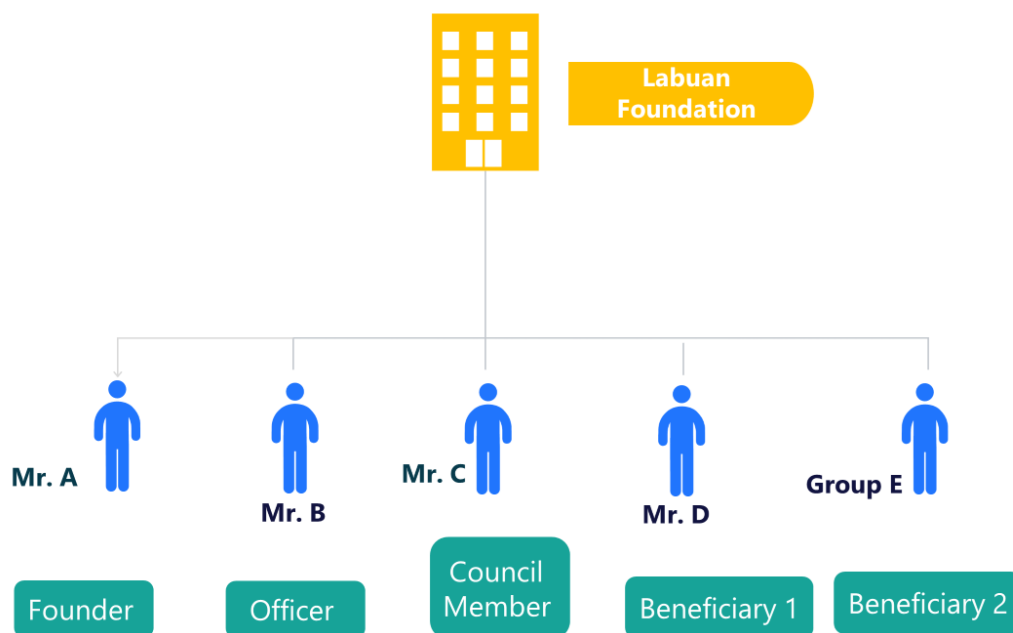 Labuan
Foundation
Mr. A
Mr. B
Mr. C
Mr. D
Group E
Founder
Officer
Council
Member
Beneficiary 1
Beneficiary 2